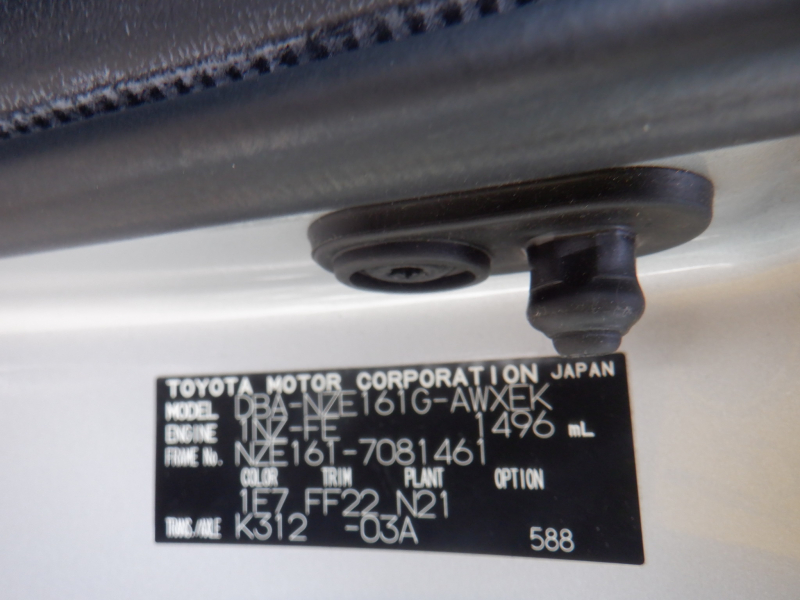 TOYOTA MOTOR CORPORATION JAPAN
MODEL DBA-NZE161G-AWXEK
ENGINE 1NZ-FE 1496 mL
FRAME No. NZE161-7081461
COLOR TRIM PLANT OPTION
1E7 FF22 N21
TRANS/AXLE K312 -03A 588